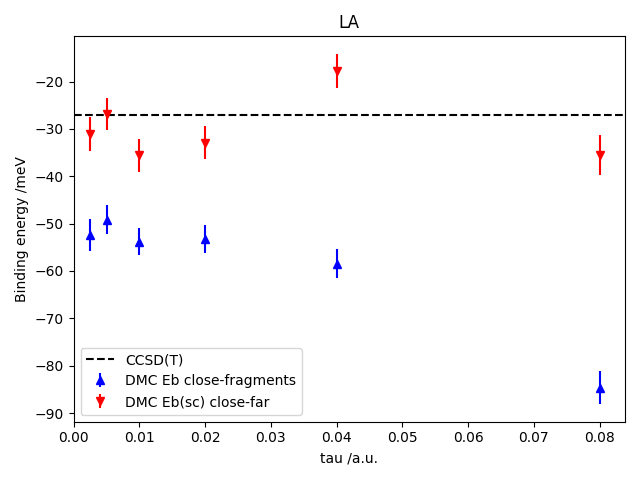 LA
Binding energy /meV
−20
−30
−40
−50
−60
−70
−80
−90
CCSD(T)
DMC Eb close-fragments
DMC Eb(sc) close-far
0.00 0.01 0.02 0.03 0.04 0.05 0.06 0.07 0.08
tau /a.u.